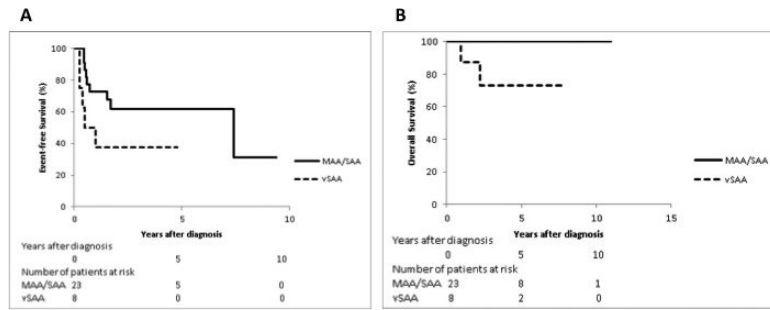 A
Event-free Survival (%)
100
80
60
40
20
0
0 5 10
Years after diagnosis
MAA/SAA
vSAA
Years after diagnosis
0 5 10
Number of patients at risk
MAA/SAA 23 5 0
vSAA 8 0 0
B
Overall Survival (%)
100
80
60
40
20
0
0 5 10 15
Years after diagnosis
MAA/SAA
vSAA
Years after diagnosis
0 5 10
Number of patients at risk
MAA/SAA 23 8 1
vSAA 8 2 0